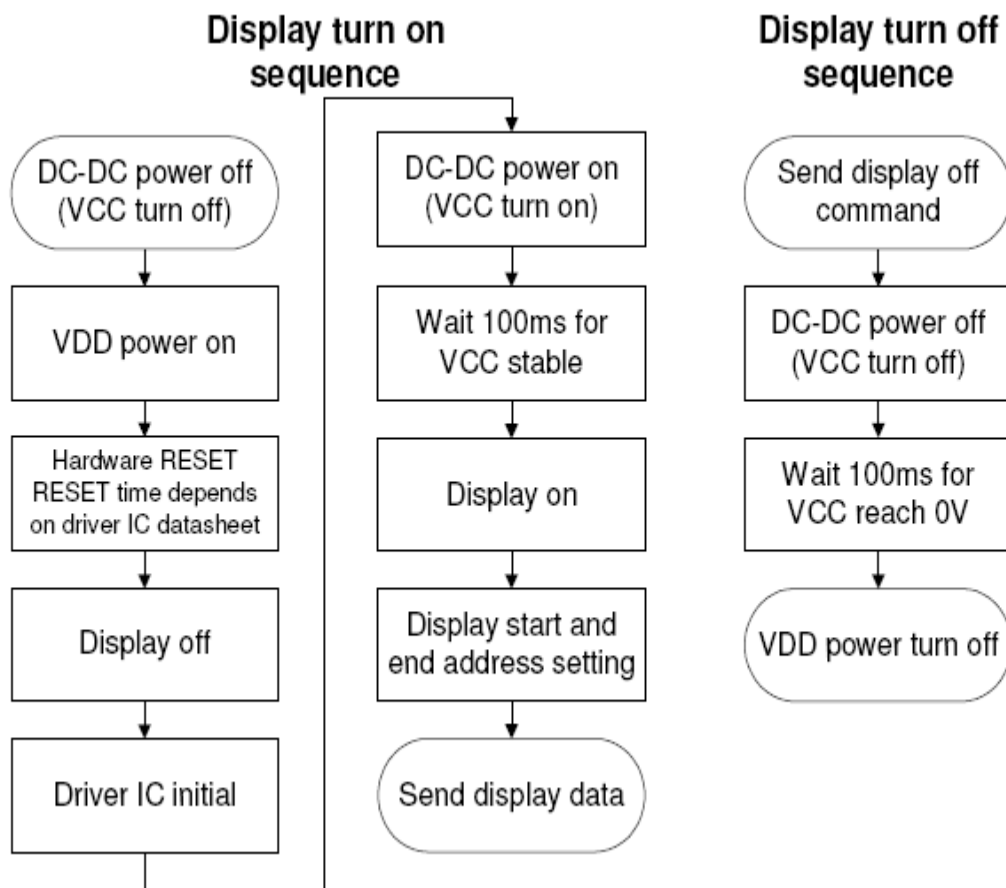 Display turn on
sequence
DC-DC power off
(VCC turn off)
VDD power on
Hardware RESET
RESET time depends
on driver IC datasheet
Display off
Driver IC initial
DC-DC power on
(VCC turn on)
Wait 100ms for
VCC stable
Display on
Display start and
end address setting
Send display data
Display turn off
sequence
Send display off
command
DC-DC power off
(VCC turn off)
Wait 100ms for
VCC reach 0V
VDD power turn off